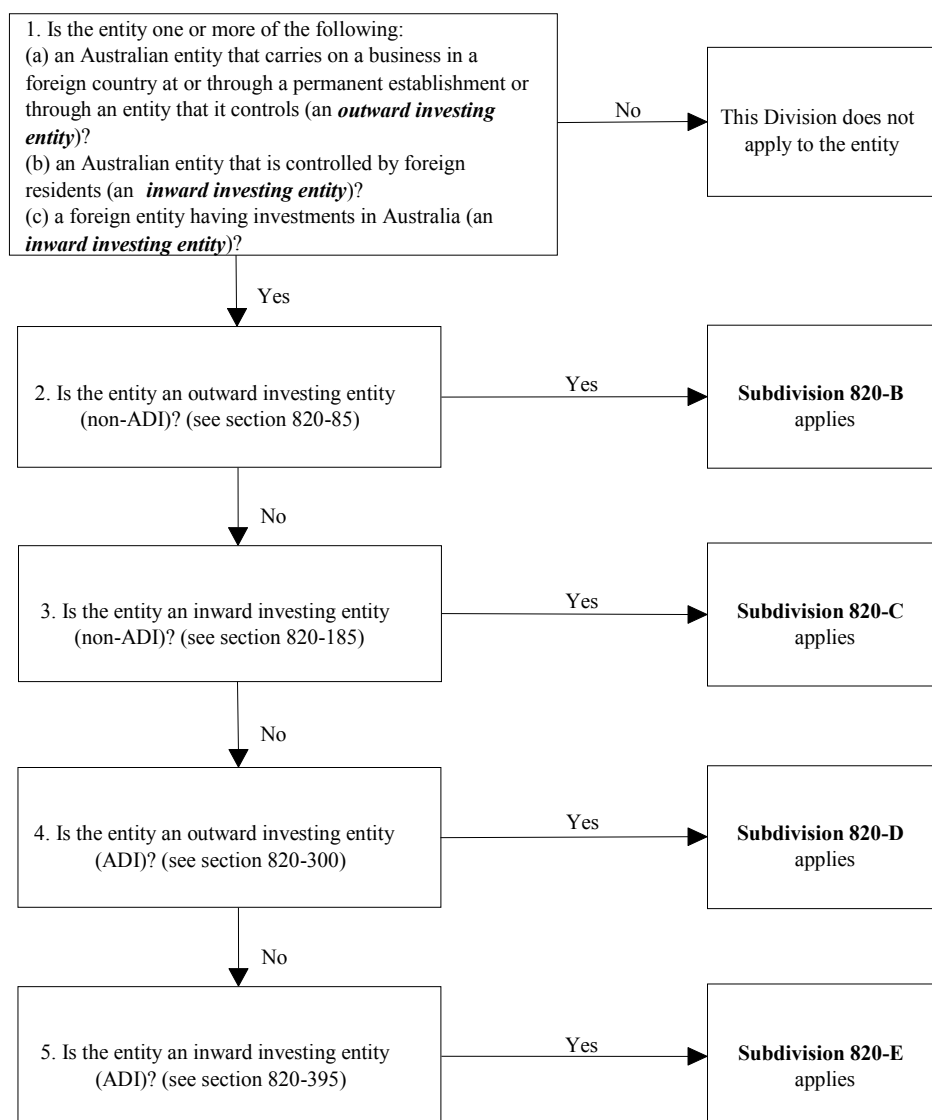 1. Is the entity one or more of the following:
(a) an Australian entity that carries on a business in a
foreign country at or through a permanent establishment or
through an entity that it controls (an outward investing
entity)?
(b) an Australian entity that is controlled by foreign
residents (an inward investing entity)?
(c) a foreign entity having investments in Australia (an
inward investing entity)?
No
This Division does not
apply to the entity
Yes
2. Is the entity an outward investing entity
(non-ADI)? (see section 820-85)
Yes
Subdivision 820-B
applies
No
3. Is the entity an inward investing entity
(non-ADI)? (see section 820-185)
Yes
Subdivision 820-C
applies
No
4. Is the entity an outward investing entity
(ADI)? (see section 820-300)
Yes
Subdivision 820-D
applies
No
5. Is the entity an inward investing entity
(ADI)? (see section 820-395)
Yes
Subdivision 820-E
applies